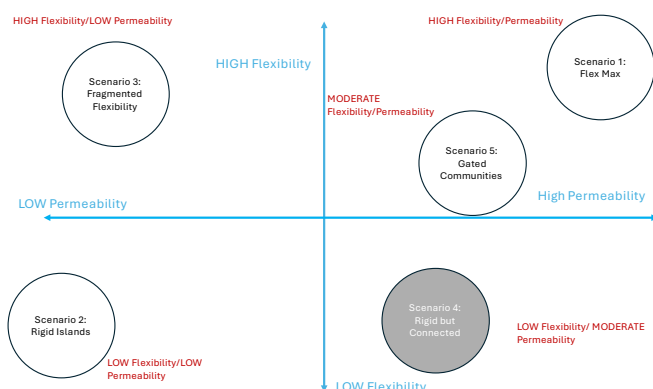 HIGH Flexibility/LOW Permeability
HIGH Flexibility/Permeability
Scenario 3:
Fragmented
Flexibility
HIGH Flexibility
Scenario 1:
Flex Max
MODERATE
Flexibility/Permeability
Scenario 5:
Gated
Communities
LOW Permeability
High Permeability
Scenario 2:
Rigid Islands
Scenario 4:
Rigid but
Connected
LOW Flexibility/ MODERATE
Permeability
LOW Flexibility/LOW
Permeability
LOW Flexibility